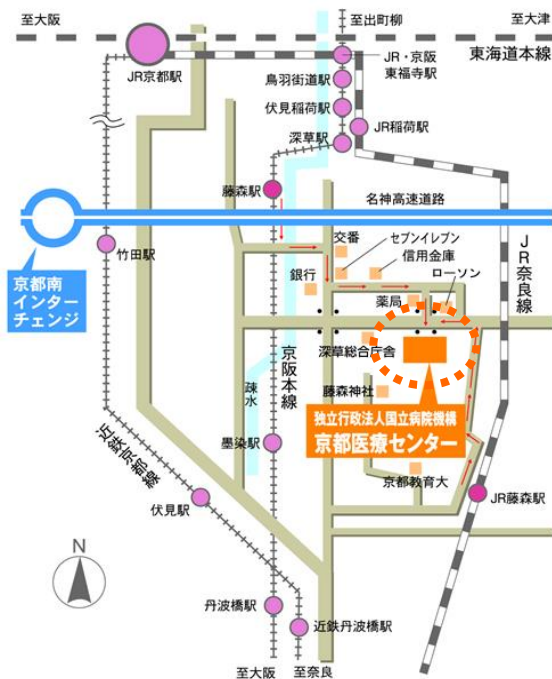 至大阪
至出町柳
至大津
東海道本線
JR京都駅
JR・京阪
東福寺駅
鳥羽街道駅
伏見稲荷駅
JR稲荷駅
深草駅
藤森駅
名神高速道路
竹田駅
京都南
インター
チェンジ
交番
セブンイレブン
信用金庫
ローソン
銀行
薬局
JR奈良線
深草総合庁舎
京阪本線
疎水
藤森神社
独立行政法人国立病院機構
京都医療センター
墨染駅
近鉄京都線
京都教育大
JR藤森駅
伏見駅
N
丹波橋駅
近鉄丹波橋駅
至大阪
至奈良